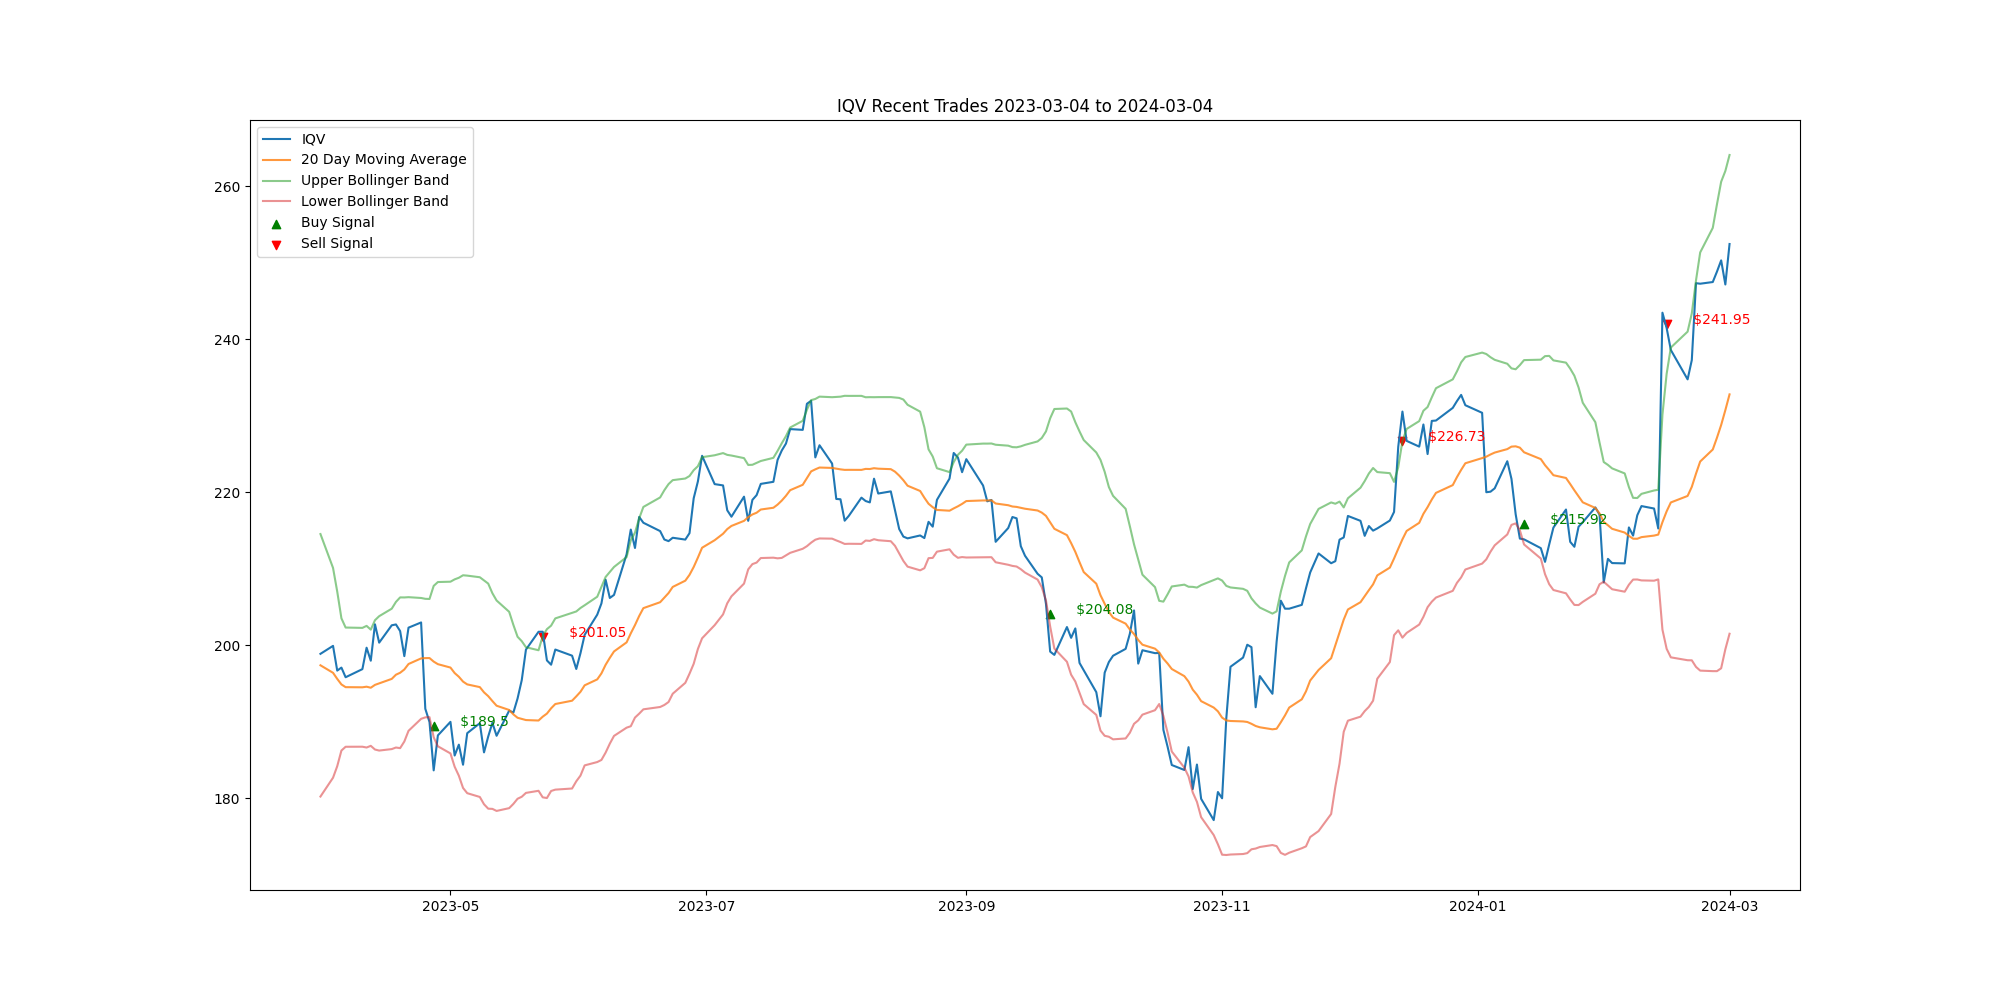 IQV Recent Trades 2023-03-04 to 2024-03-04
IQV
20 Day Moving Average
Upper Bollinger Band
Lower Bollinger Band
Buy Signal
Sell Signal
260
240
220
200
180
$241.95
$226.73
$215.92
$204.08
$201.05
$189.5
2023-05
2023-07
2023-09
2023-11
2024-01
2024-03